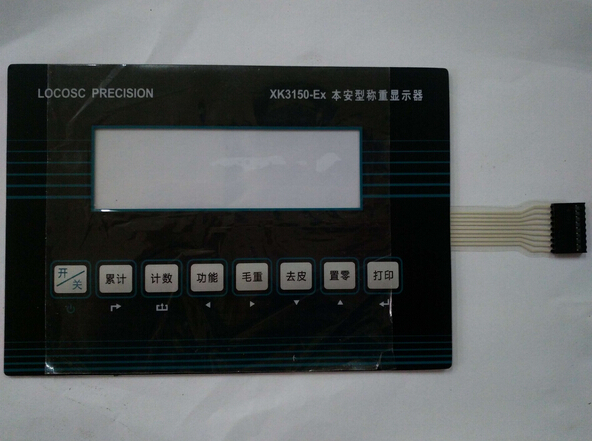 LOCOSC PRECISION
XK3150-Ex 本安型称重显示器
开/关
累计
计数
功能
毛重
去皮
置零
打印